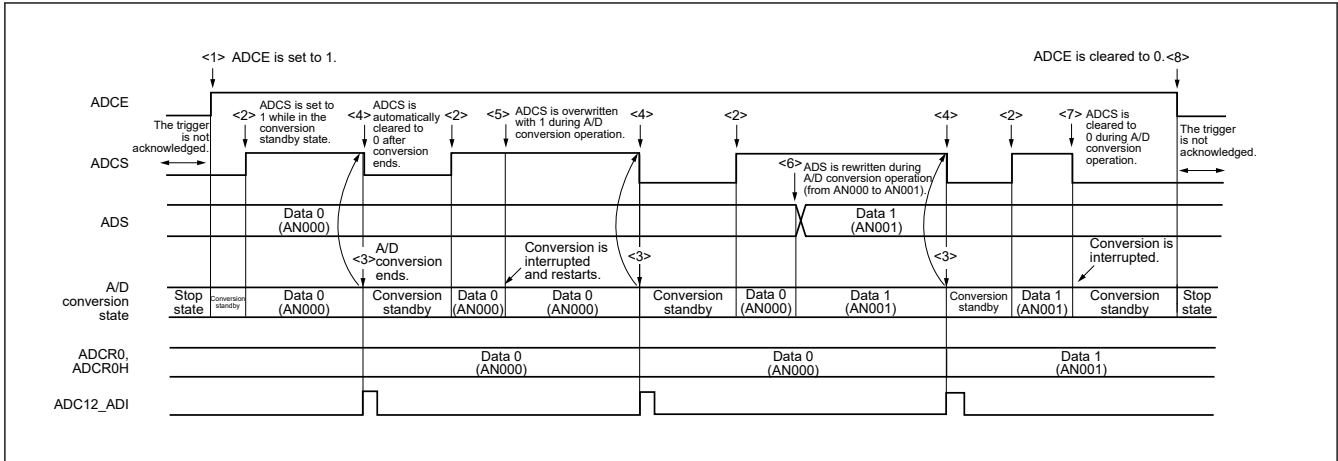 <1> ADCE is set to 1.
ADCE is cleared to 0.<8>
ADCE
The trigger
is not
acknowledged.
<2>
ADCS is set to
1 while in the
conversion
standby state.
<4>
ADCS is
automatically
cleared to
0 after
conversion
ends.
<2>
<5>
ADCS is overwritten
with 1 during A/D
conversion operation.
<4>
<2>
<4>
<2>
<7>
ADCS is
cleared to
0 during A/D
conversion
operation.
The trigger
is not
acknowledged.
ADCS
<6> ADS is rewritten during
A/D conversion operation
(from AN000 to AN001).
ADS
Data 0
(AN000)
Data 1
(AN001)
<3>
A/D
conversion
ends.
Conversion is
interrupted
and restarts.
<3>
<3>
Conversion is
interrupted.
A/D
conversion
state
Stop
state
Conversion
standby
Data 0
(AN000)
Conversion
standby
Data 0
(AN000)
Data 0
(AN000)
Conversion
standby
Data 0
(AN000)
Data 1
(AN001)
Conversion
standby
Data 1
(AN001)
Conversion
standby
Stop
state
ADCR0,
ADCR0H
Data 0
(AN000)
Data 0
(AN000)
Data 1
(AN001)
ADC12_ADI